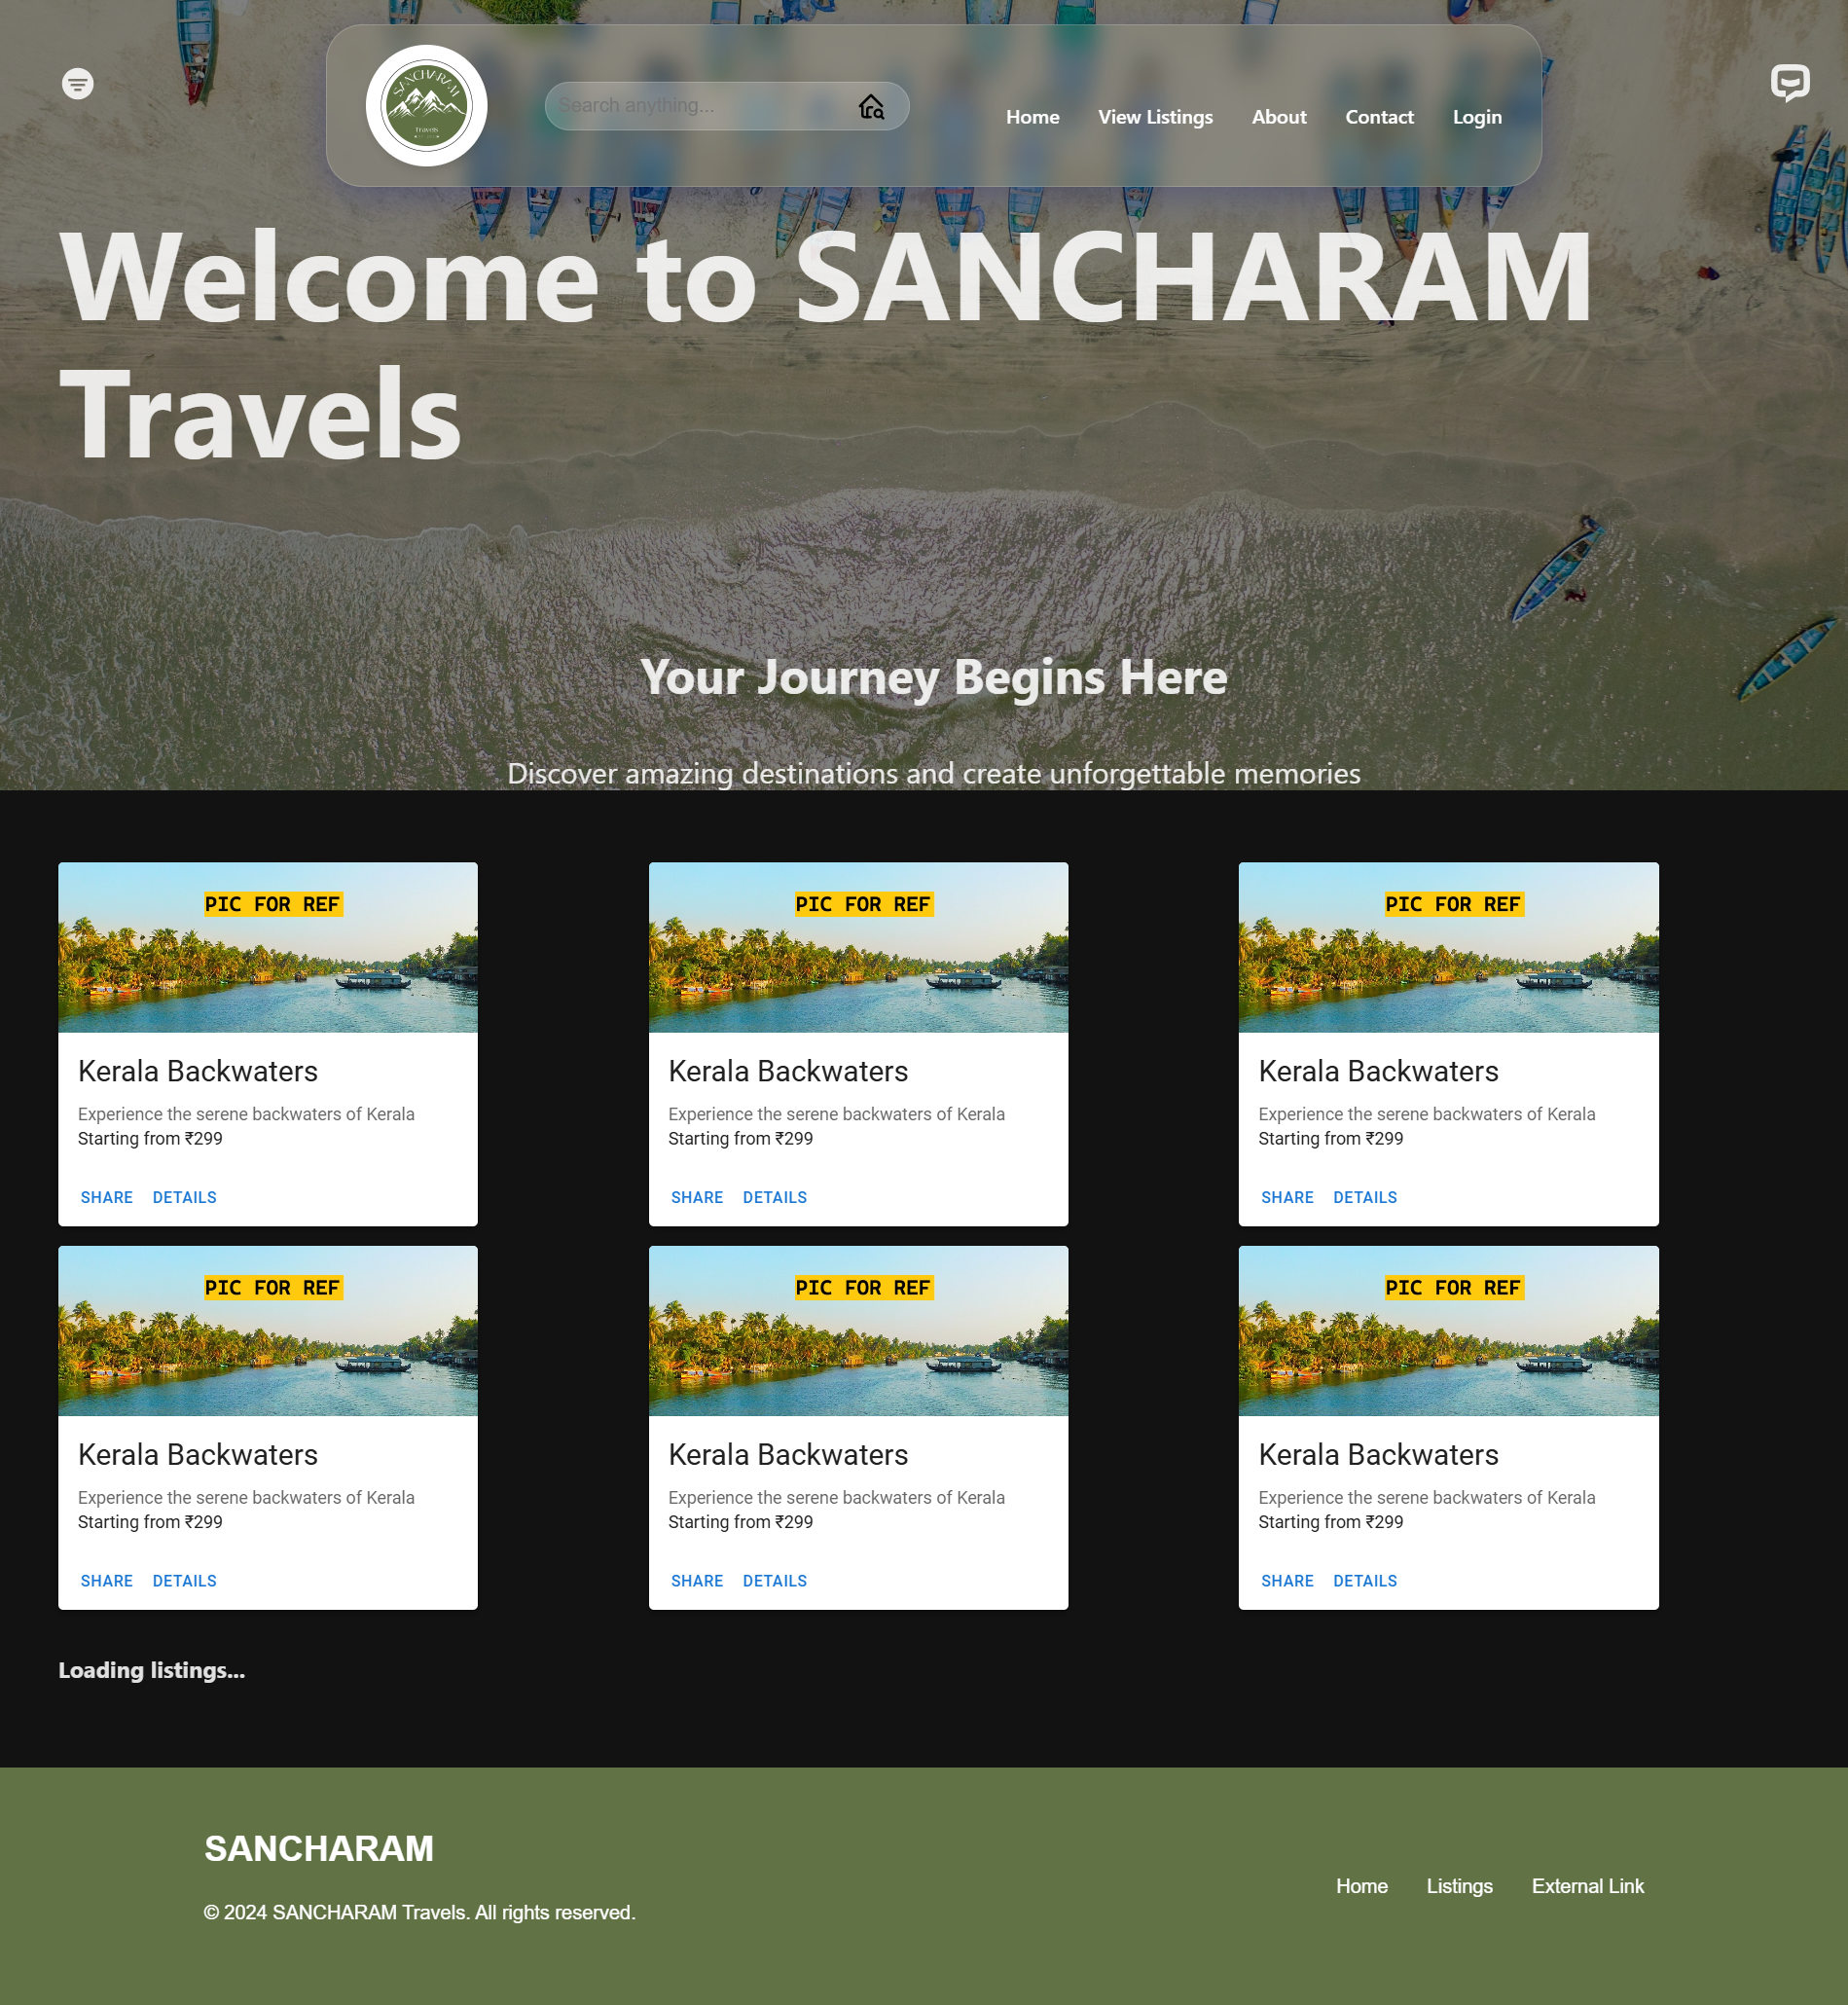 SANCHARAM
Travels
Search anything...
Home
View Listings
About
Contact
Login
Welcome to SANCHARAM
Travels
Your Journey Begins Here
Discover amazing destinations and create unforgettable memories
PIC FOR REF
PIC FOR REF
PIC FOR REF
Kerala Backwaters
Kerala Backwaters
Kerala Backwaters
Experience the serene backwaters of Kerala
Experience the serene backwaters of Kerala
Experience the serene backwaters of Kerala
Starting from ₹299
Starting from ₹299
Starting from ₹299
SHARE DETAILS
SHARE DETAILS
SHARE DETAILS
PIC FOR REF
PIC FOR REF
PIC FOR REF
Kerala Backwaters
Kerala Backwaters
Kerala Backwaters
Experience the serene backwaters of Kerala
Experience the serene backwaters of Kerala
Experience the serene backwaters of Kerala
Starting from ₹299
Starting from ₹299
Starting from ₹299
SHARE DETAILS
SHARE DETAILS
SHARE DETAILS
Loading listings...
SANCHARAM
© 2024 SANCHARAM Travels. All rights reserved.
Home
Listings
External Link